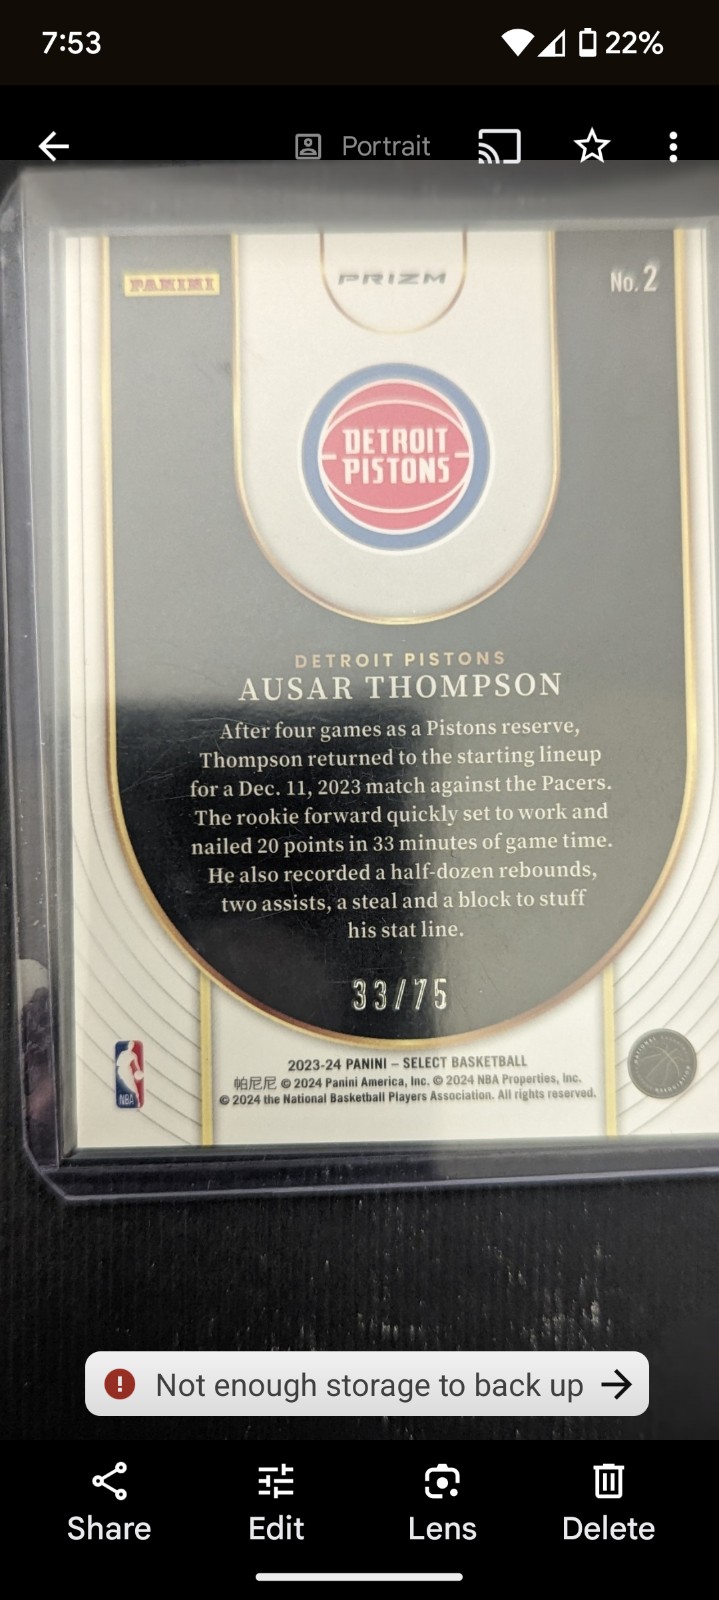 7:53
22%
Portrait
PANINI
PRIZM
No. 2
DETROIT
PISTONS
DETROIT PISTONS
AUSAR THOMPSON
After four games as a Pistons reserve,
Thompson returned to the starting lineup
for a Dec. 11, 2023 match against the Pacers.
The rookie forward quickly set to work and
nailed 20 points in 33 minutes of game time.
He also recorded a half-dozen rebounds,
two assists, a steal and a block to stuff
his stat line.
33/75
2023-24 PANINI – SELECT BASKETBALL
帕尼尼 © 2024 Panini America, Inc. © 2024 NBA Properties, Inc.
© 2024 the National Basketball Players Association. All rights reserved.
NBA
Not enough storage to back up
Share
Edit
Lens
Delete